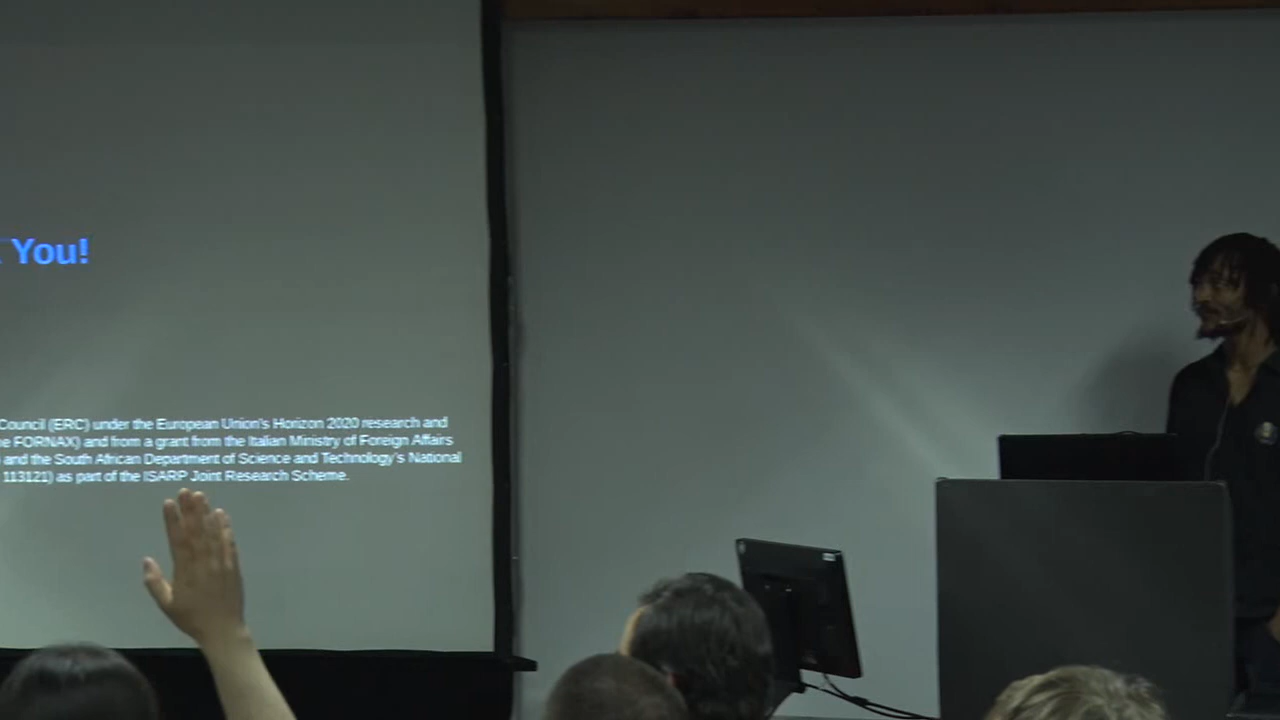 You!
Council (ERC) under the European Union's Horizon 2020 research and
FORNAX) and from a grant from the Italian Ministry of Foreign Affairs
) and the South African Department of Science and Technology's National
113121) as part of the ISARP Joint Research Scheme.